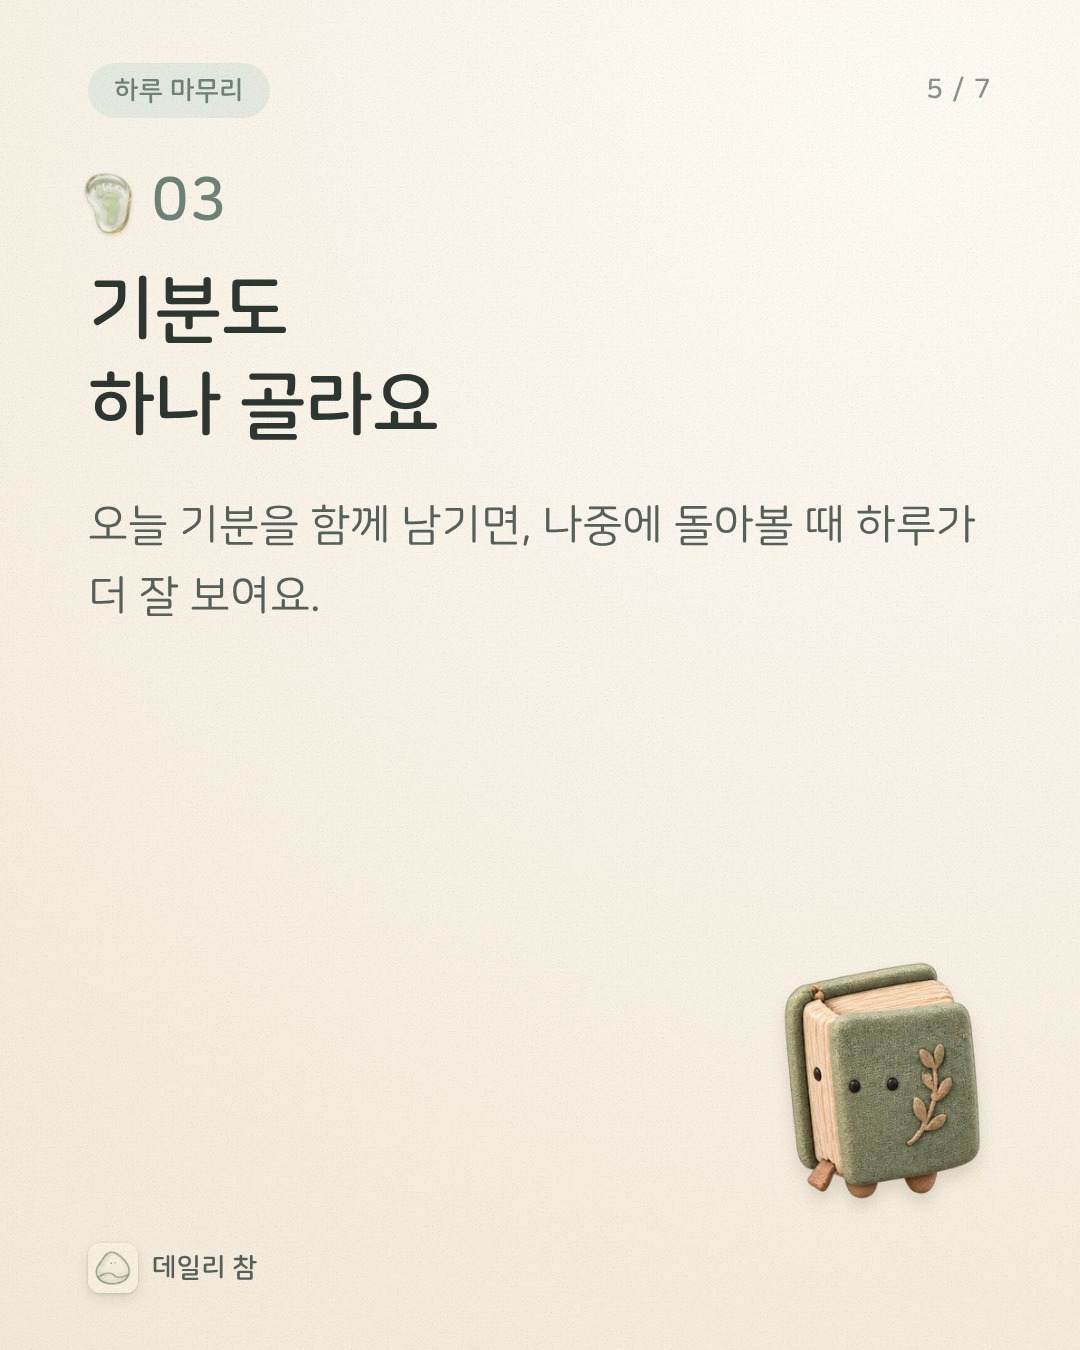 하루 마무리
5 / 7
03
기분도
하나 골라요
오늘 기분을 함께 남기면, 나중에 돌아볼 때 하루가
더 잘 보여요.
데일리 참